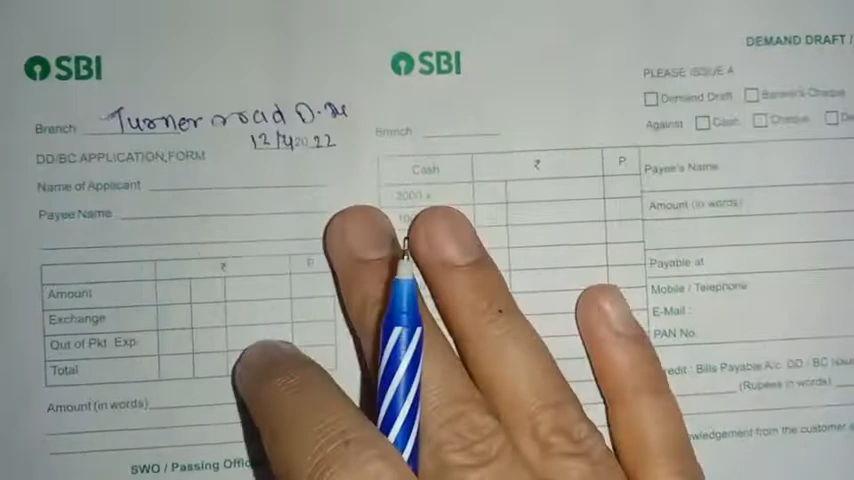 SBI
Branch Turner road D.
12/4/2022
DD/BC APPLICATION FORM
Name of Applicant
Payee Name
₹ P.
Amount
Exchange
Out of Pkt Exp.
Total
Amount (in words)
SWO / Passing Offic
SBI
Branch
Cash ₹ P.
2000 x
DEMAND DRAFT /
PLEASE ISSUE A
Demand Draft Banker's Cheque
Against Cash Cheque
Payee's Name
Amount (in words)
Payable at
Mobile / Telephone
E-Mail :
PAN No.
Credit : Bills Payable A/c. DD / BC
(Rupees in words)
wledgement from the customer